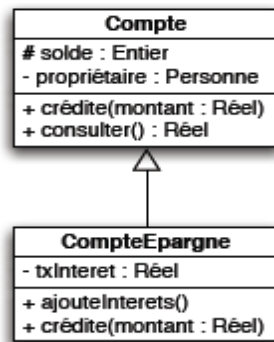 Compte
# solde : Entier
- propriétaire : Personne
+ crédite(montant : Réel)
+ consulter() : Réel
CompteEpargne
- txInteret : Réel
+ ajouteInterets()
+ crédite(montant : Réel)